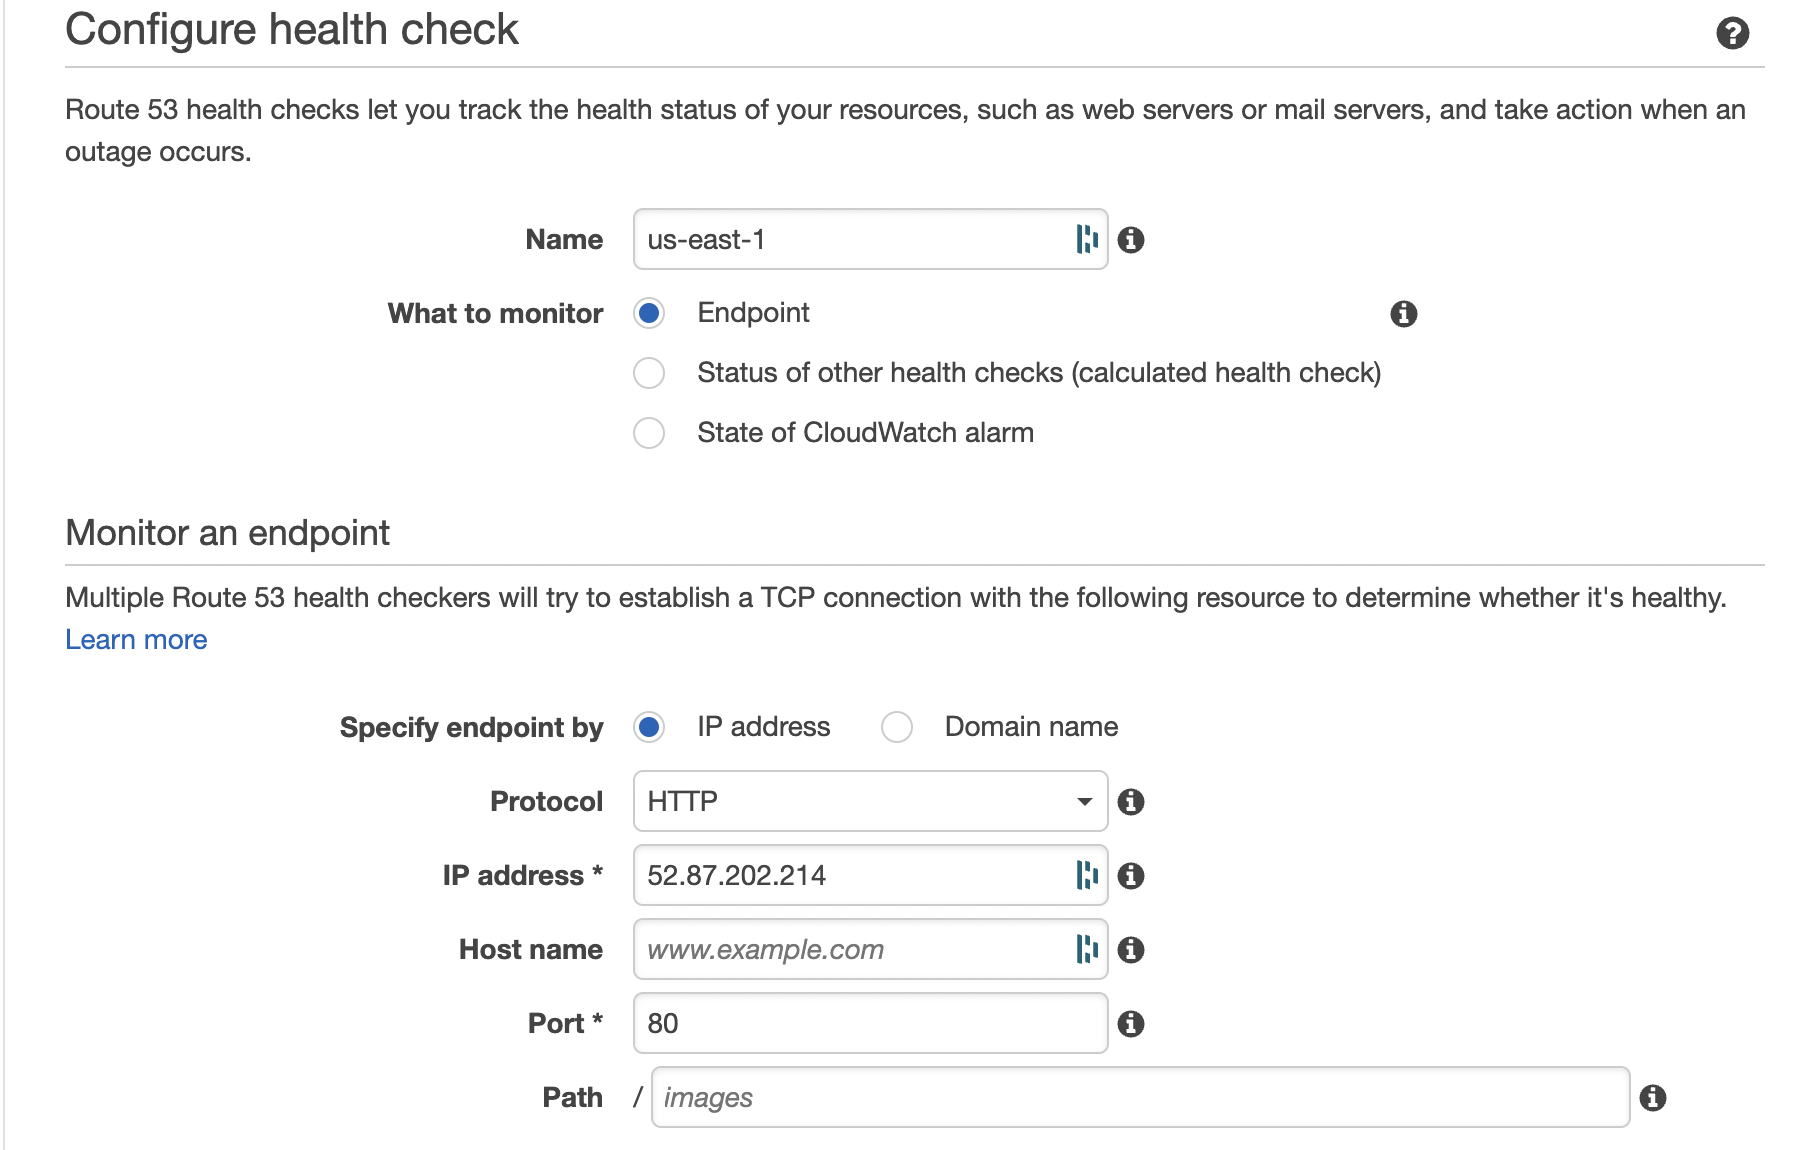 Configure health check
Route 53 health checks let you track the health status of your resources, such as web servers or mail servers, and take action when an
outage occurs.
Name us-east-1
What to monitor Endpoint
Status of other health checks (calculated health check)
State of CloudWatch alarm
Monitor an endpoint
Multiple Route 53 health checkers will try to establish a TCP connection with the following resource to determine whether it's healthy.
Learn more
Specify endpoint by IP address Domain name
Protocol HTTP
IP address * 52.87.202.214
Host name www.example.com
Port * 80
Path / images